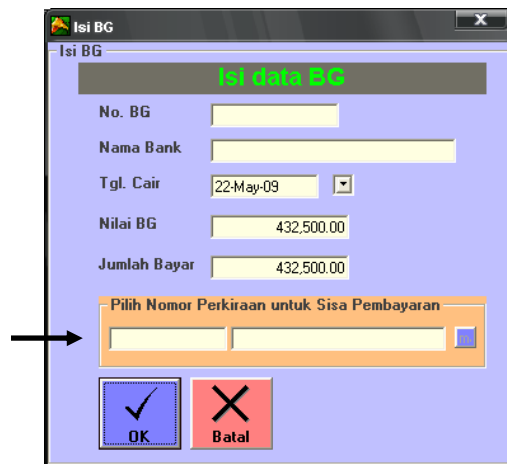 Isi BG
Isi BG
Isi data BG
No. BG
Nama Bank
Tgl. Cair 22-May-09
Nilai BG 432,500.00
Jumlah Bayar 432,500.00
Pilih Nomor Perkiraan untuk Sisa Pembayaran
OK Batal